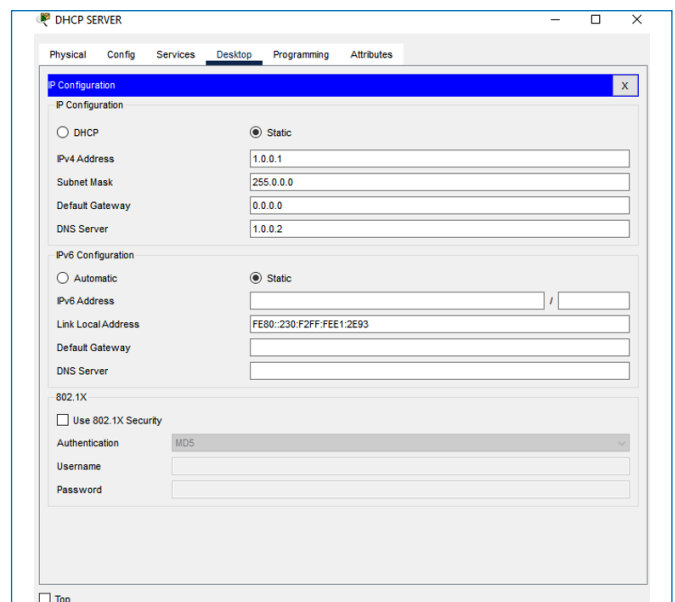 DHCP SERVER
Physical Config Services Desktop Programming Attributes
IP Configuration X
IP Configuration
DHCP Static
IPv4 Address 1.0.0.1
Subnet Mask 255.0.0.0
Default Gateway 0.0.0.0
DNS Server 1.0.0.2
IPv6 Configuration
Automatic Static
IPv6 Address /
Link Local Address FE80::230:F2FF:FEE1:2E93
Default Gateway
DNS Server
802.1X
Use 802.1X Security
Authentication MD5
Username
Password
Top